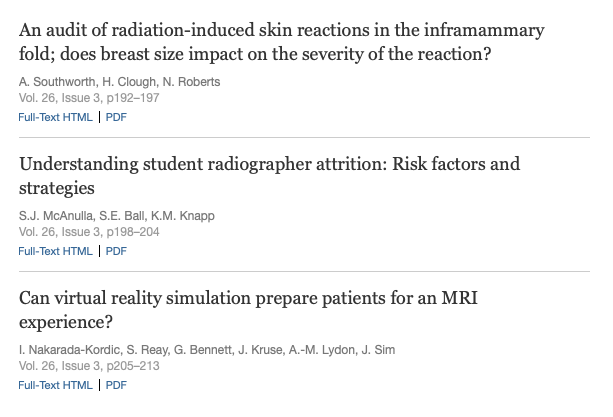 An audit of radiation-induced skin reactions in the inframammary
fold; does breast size impact on the severity of the reaction?
A. Southworth, H. Clough, N. Roberts
Vol. 26, Issue 3, p192–197
Full-Text HTML | PDF
Understanding student radiographer attrition: Risk factors and
strategies
S.J. McAnulla, S.E. Ball, K.M. Knapp
Vol. 26, Issue 3, p198–204
Full-Text HTML | PDF
Can virtual reality simulation prepare patients for an MRI
experience?
I. Nakarada-Kordic, S. Reay, G. Bennett, J. Kruse, A.-M. Lydon, J. Sim
Vol. 26, Issue 3, p205–213
Full-Text HTML | PDF